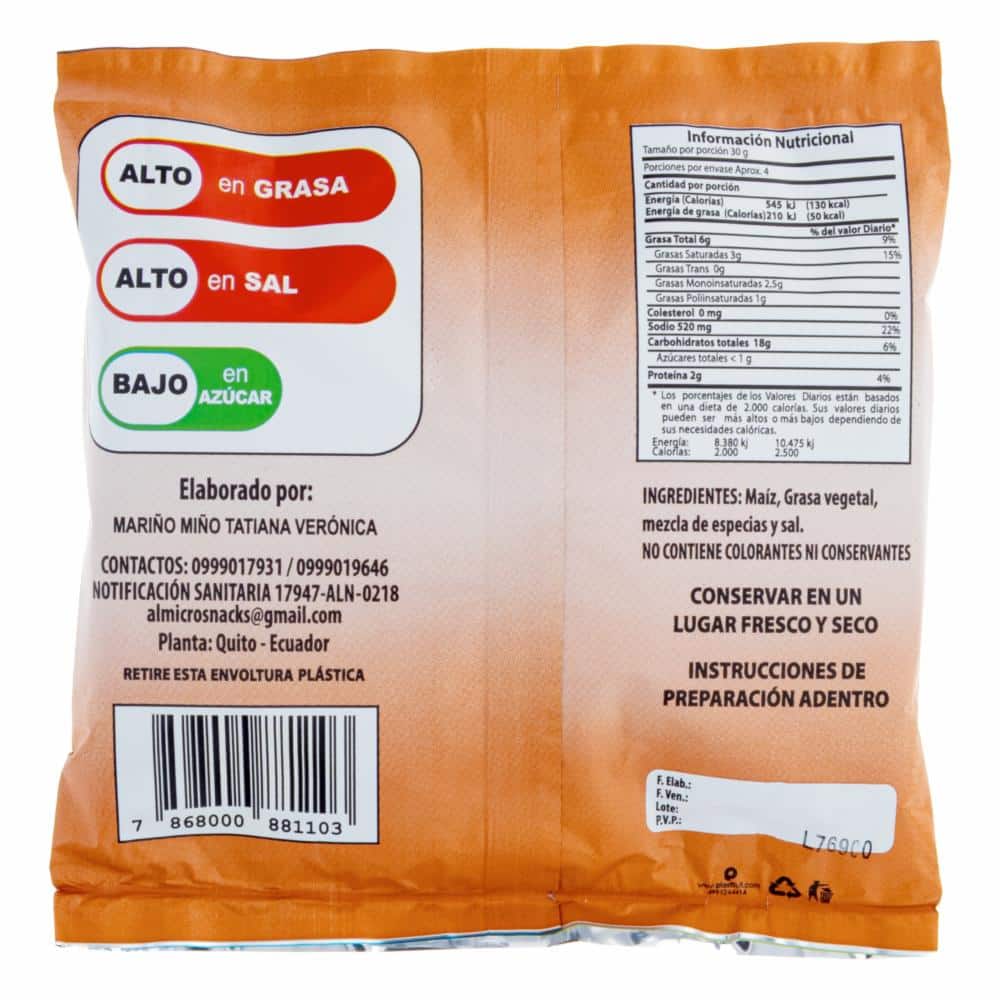 ALTO en GRASA
ALTO en SAL
BAJO en AZÚCAR
Elaborado por:
MARIÑO MIÑO TATIANA VERÓNICA
CONTACTOS: 0999017931 / 0999019646
NOTIFICACIÓN SANITARIA 17947-ALN-0218
almicrosnacks@gmail.com
Planta: Quito - Ecuador
RETIRE ESTA ENVOLTURA PLÁSTICA
7 868000 881103
Información Nutricional
Tamaño por porción 30 g
Porciones por envase Aprox. 4
Cantidad por porción
Energía (Calorías) 545 kJ (130 kcal)
Energía de grasa (Calorías) 210 kJ (50 kcal)
% del valor Diario*
Grasa Total 6g 9%
Grasas Saturadas 3g 15%
Grasas Trans 0g
Grasas Monoinsaturadas 2,5g
Grasas Poliinsaturadas 1g
Colesterol 0 mg 0%
Sodio 520 mg 22%
Carbohidratos totales 18g 6%
Azúcares totales < 1 g
Proteína 2g 4%
* Los porcentajes de los Valores Diarios están basados
en una dieta de 2.000 calorías. Sus valores diarios
pueden ser más altos o más bajos dependiendo de
sus necesidades calóricas.
Energía: 8.380 kj 10.475 kj
Calorías: 2.000 2.500
INGREDIENTES: Maíz, Grasa vegetal,
mezcla de especias y sal.
NO CONTIENE COLORANTES NI CONSERVANTES
CONSERVAR EN UN
LUGAR FRESCO Y SECO
INSTRUCCIONES DE
PREPARACIÓN ADENTRO
F. Elab.:
F. Ven.:
Lote:
P.V.P.: